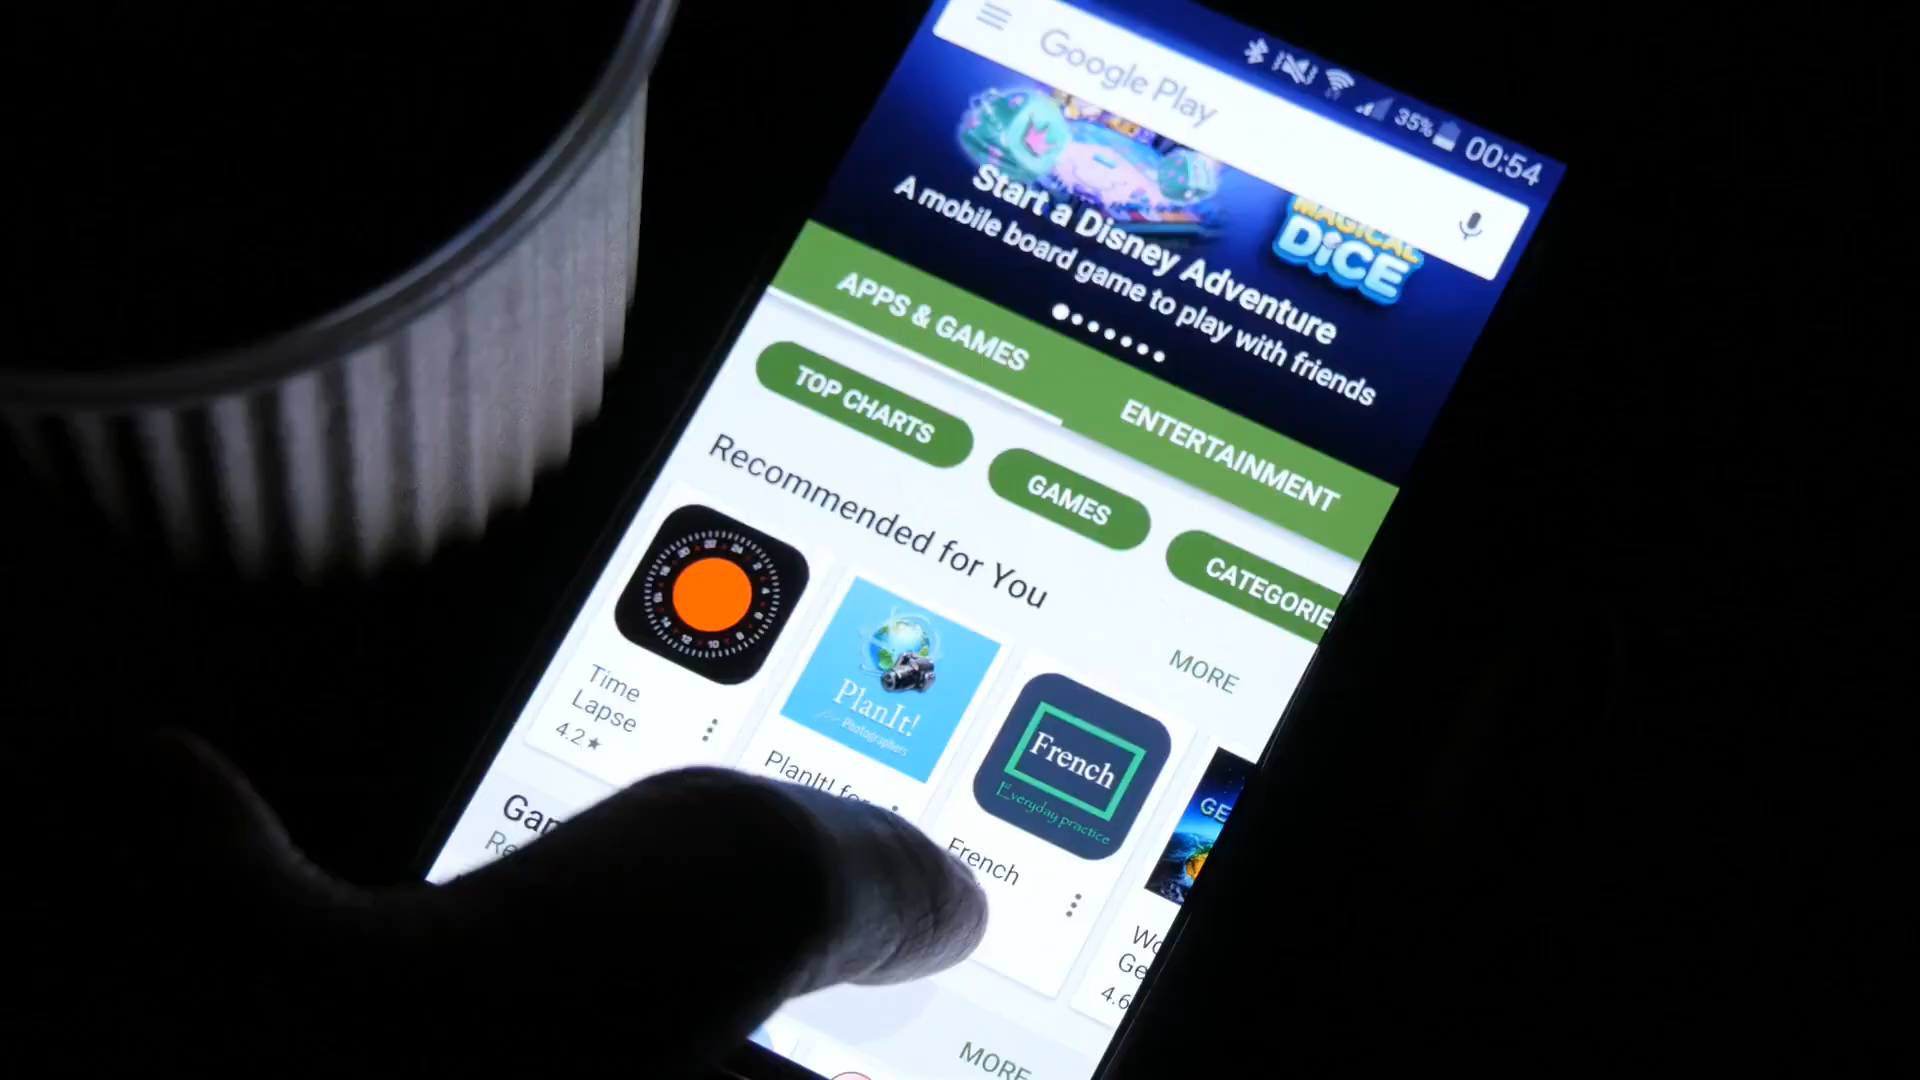 Google Play
35%
00:54
MAGICAL
DiCE
Start a Disney Adventure
A mobile board game to play with friends
APPS & GAMES
ENTERTAINMENT
TOP CHARTS
GAMES
CATEGORIE
Recommended for You
MORE
PlanIt!
for
Photographers
French
Everyday practice
GE
Time
Lapse
4.2★
PlanIt! for
French
Wo
Ge
4.6
Gam
Re
MORE